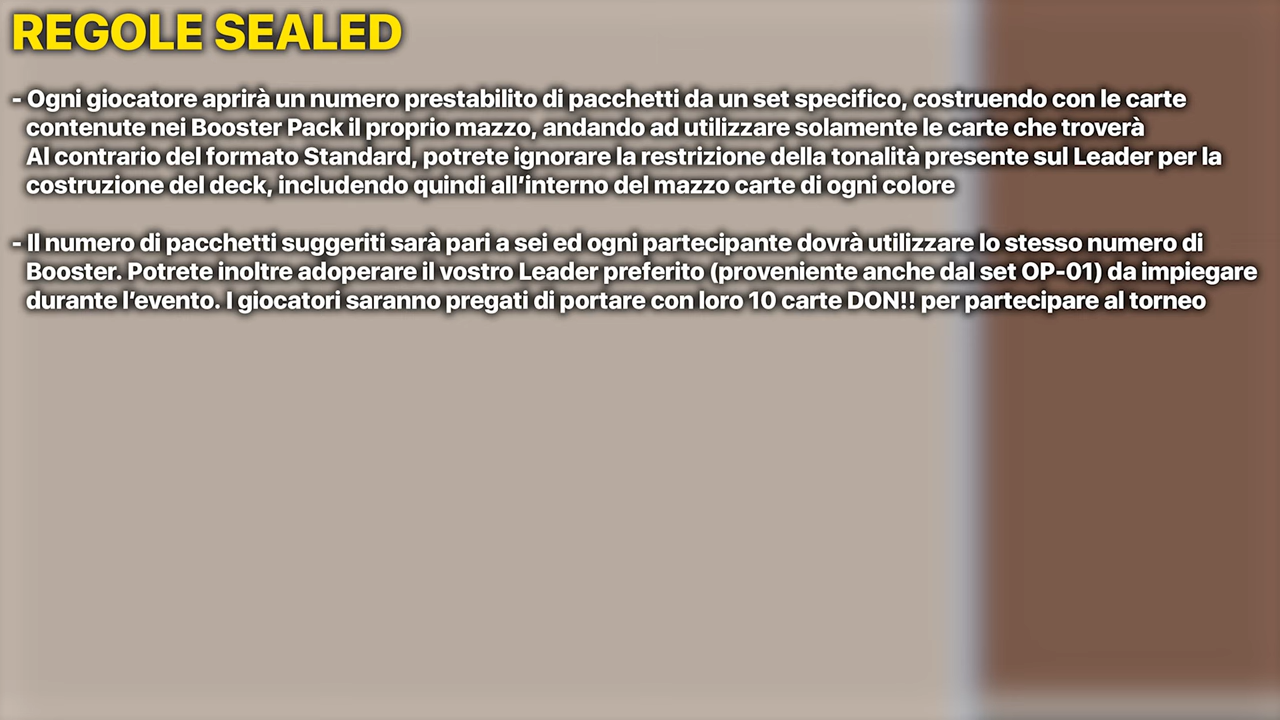 REGOLE SEALED
- Ogni giocatore aprirà un numero prestabilito di pacchetti da un set specifico, costruendo con le carte
contenute nei Booster Pack il proprio mazzo, andando ad utilizzare solamente le carte che troverà
Al contrario del formato Standard, potrete ignorare la restrizione della tonalità presente sul Leader per la
costruzione del deck, includendo quindi all’interno del mazzo carte di ogni colore
- Il numero di pacchetti suggeriti sarà pari a sei ed ogni partecipante dovrà utilizzare lo stesso numero di
Booster. Potrete inoltre adoperare il vostro Leader preferito (proveniente anche dal set OP-01) da impiegare
durante l’evento. I giocatori saranno pregati di portare con loro 10 carte DON!! per partecipare al torneo